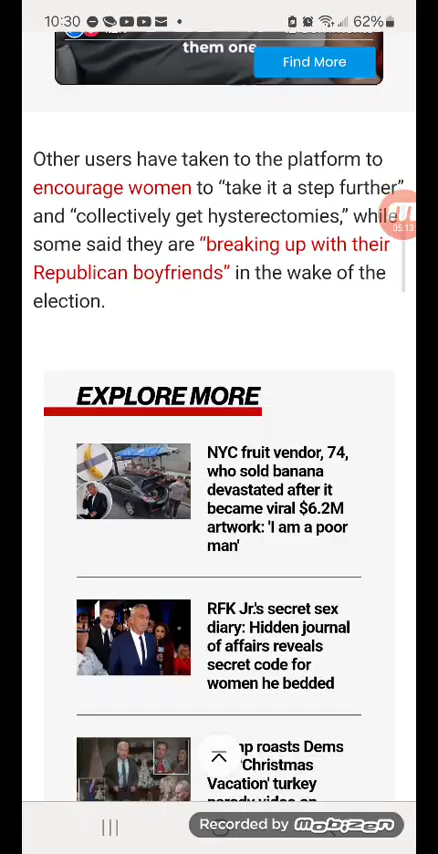 10:30
62%
them one
Find More
Other users have taken to the platform to
encourage women to “take it a step further”
and “collectively get hysterectomies,” while
some said they are “breaking up with their
Republican boyfriends” in the wake of the
election.
05:13
EXPLORE MORE
NYC fruit vendor, 74,
who sold banana
devastated after it
became viral $6.2M
artwork: 'I am a poor
man'
RFK Jr.'s secret sex
diary: Hidden journal
of affairs reveals
secret code for
women he bedded
roasts Dems
'Christmas
Vacation' turkey
Recorded by mobizen